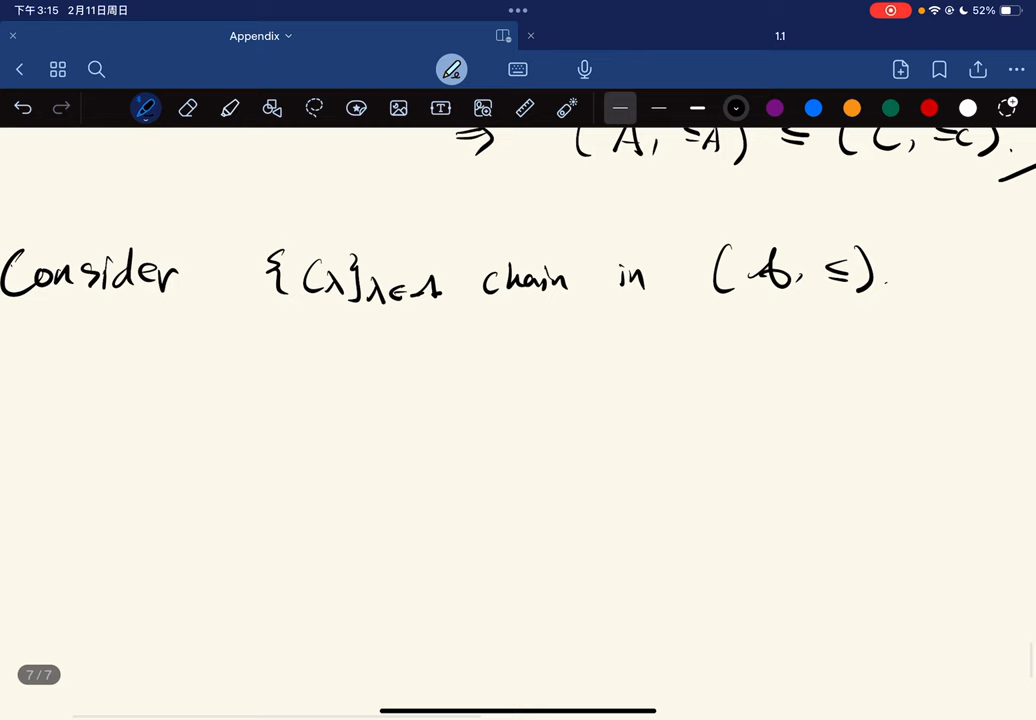 下午3:15 2月11日周日
52%
Appendix
1.1
⇒ (A, ≤A) ≤ (C, ≤C).
Consider {Cλ}λ∈Λ chain in (A, ≤).
7/7